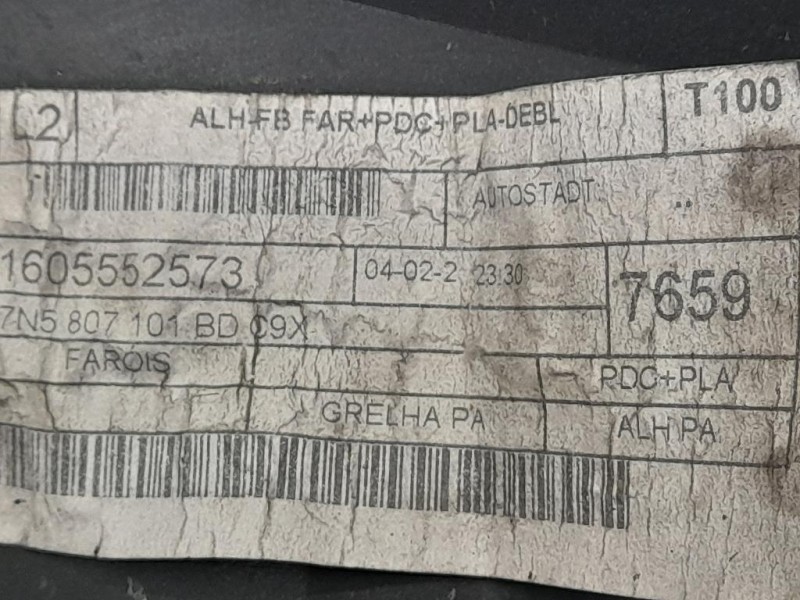 L2 ALH-FB FAR+PDC+PLA-DEBL T100
AUTOSTADT: ..
1605552573 04-02-2 23:30 7659
7N5 807 101 BD C9X
FAROIS PDC+PLA
GRELHA PA ALH PA